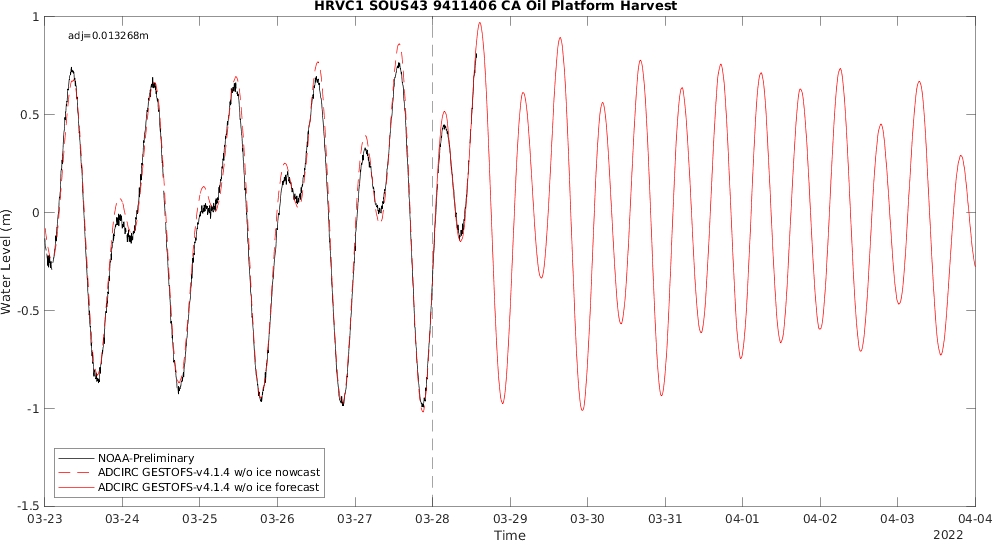 HRVC1 SOUS43 9411406 CA Oil Platform Harvest
adj=0.013268m
1
0.5
0
-0.5
-1
-1.5
Water Level (m)
NOAA-Preliminary
ADCIRC GESTOFS-v4.1.4 w/o ice nowcast
ADCIRC GESTOFS-v4.1.4 w/o ice forecast
03-23 03-24 03-25 03-26 03-27 03-28 03-29 03-30 03-31 04-01 04-02 04-03 04-04
Time
2022